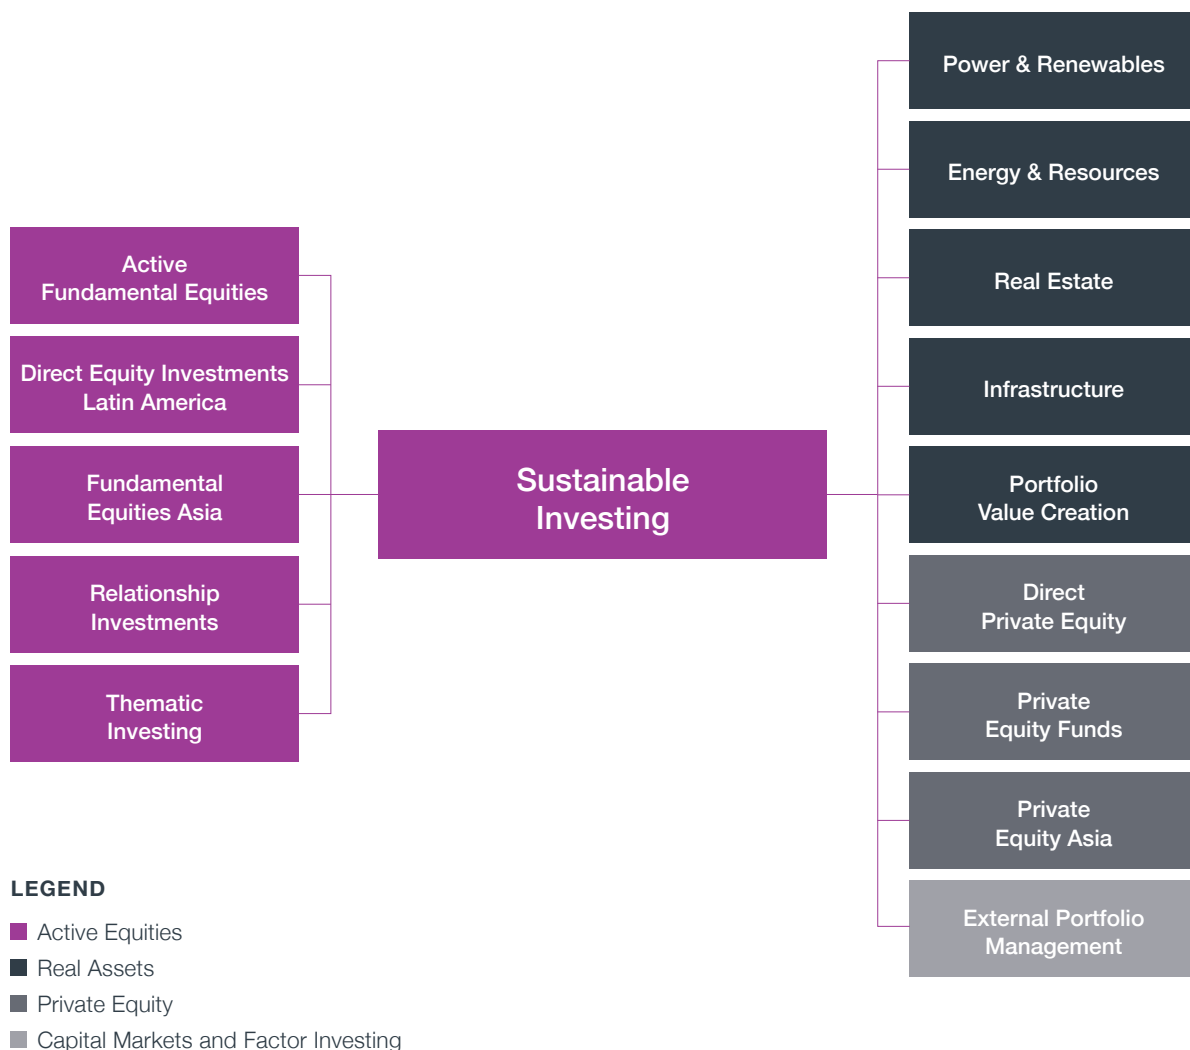 Active
Fundamental Equities
Direct Equity Investments
Latin America
Fundamental
Equities Asia
Relationship
Investments
Thematic
Investing
Sustainable
Investing
Power & Renewables
Energy & Resources
Real Estate
Infrastructure
Portfolio
Value Creation
Direct
Private Equity
Private
Equity Funds
Private
Equity Asia
External Portfolio
Management
LEGEND
Active Equities
Real Assets
Private Equity
Capital Markets and Factor Investing